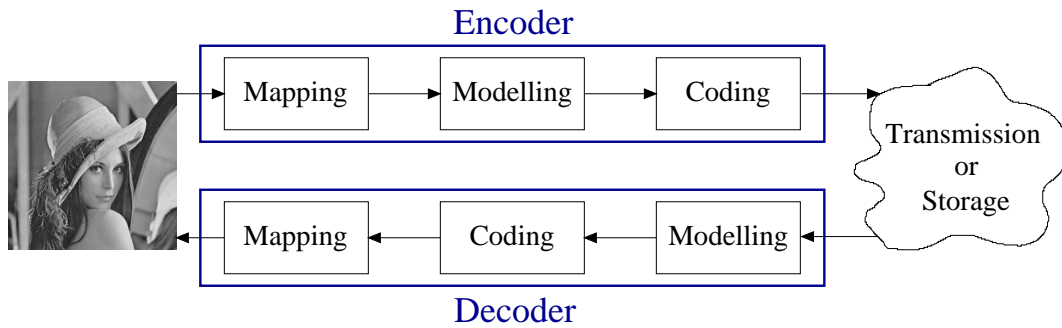 Encoder
Mapping
Modelling
Coding
Transmission
or
Storage
Mapping
Coding
Modelling
Decoder